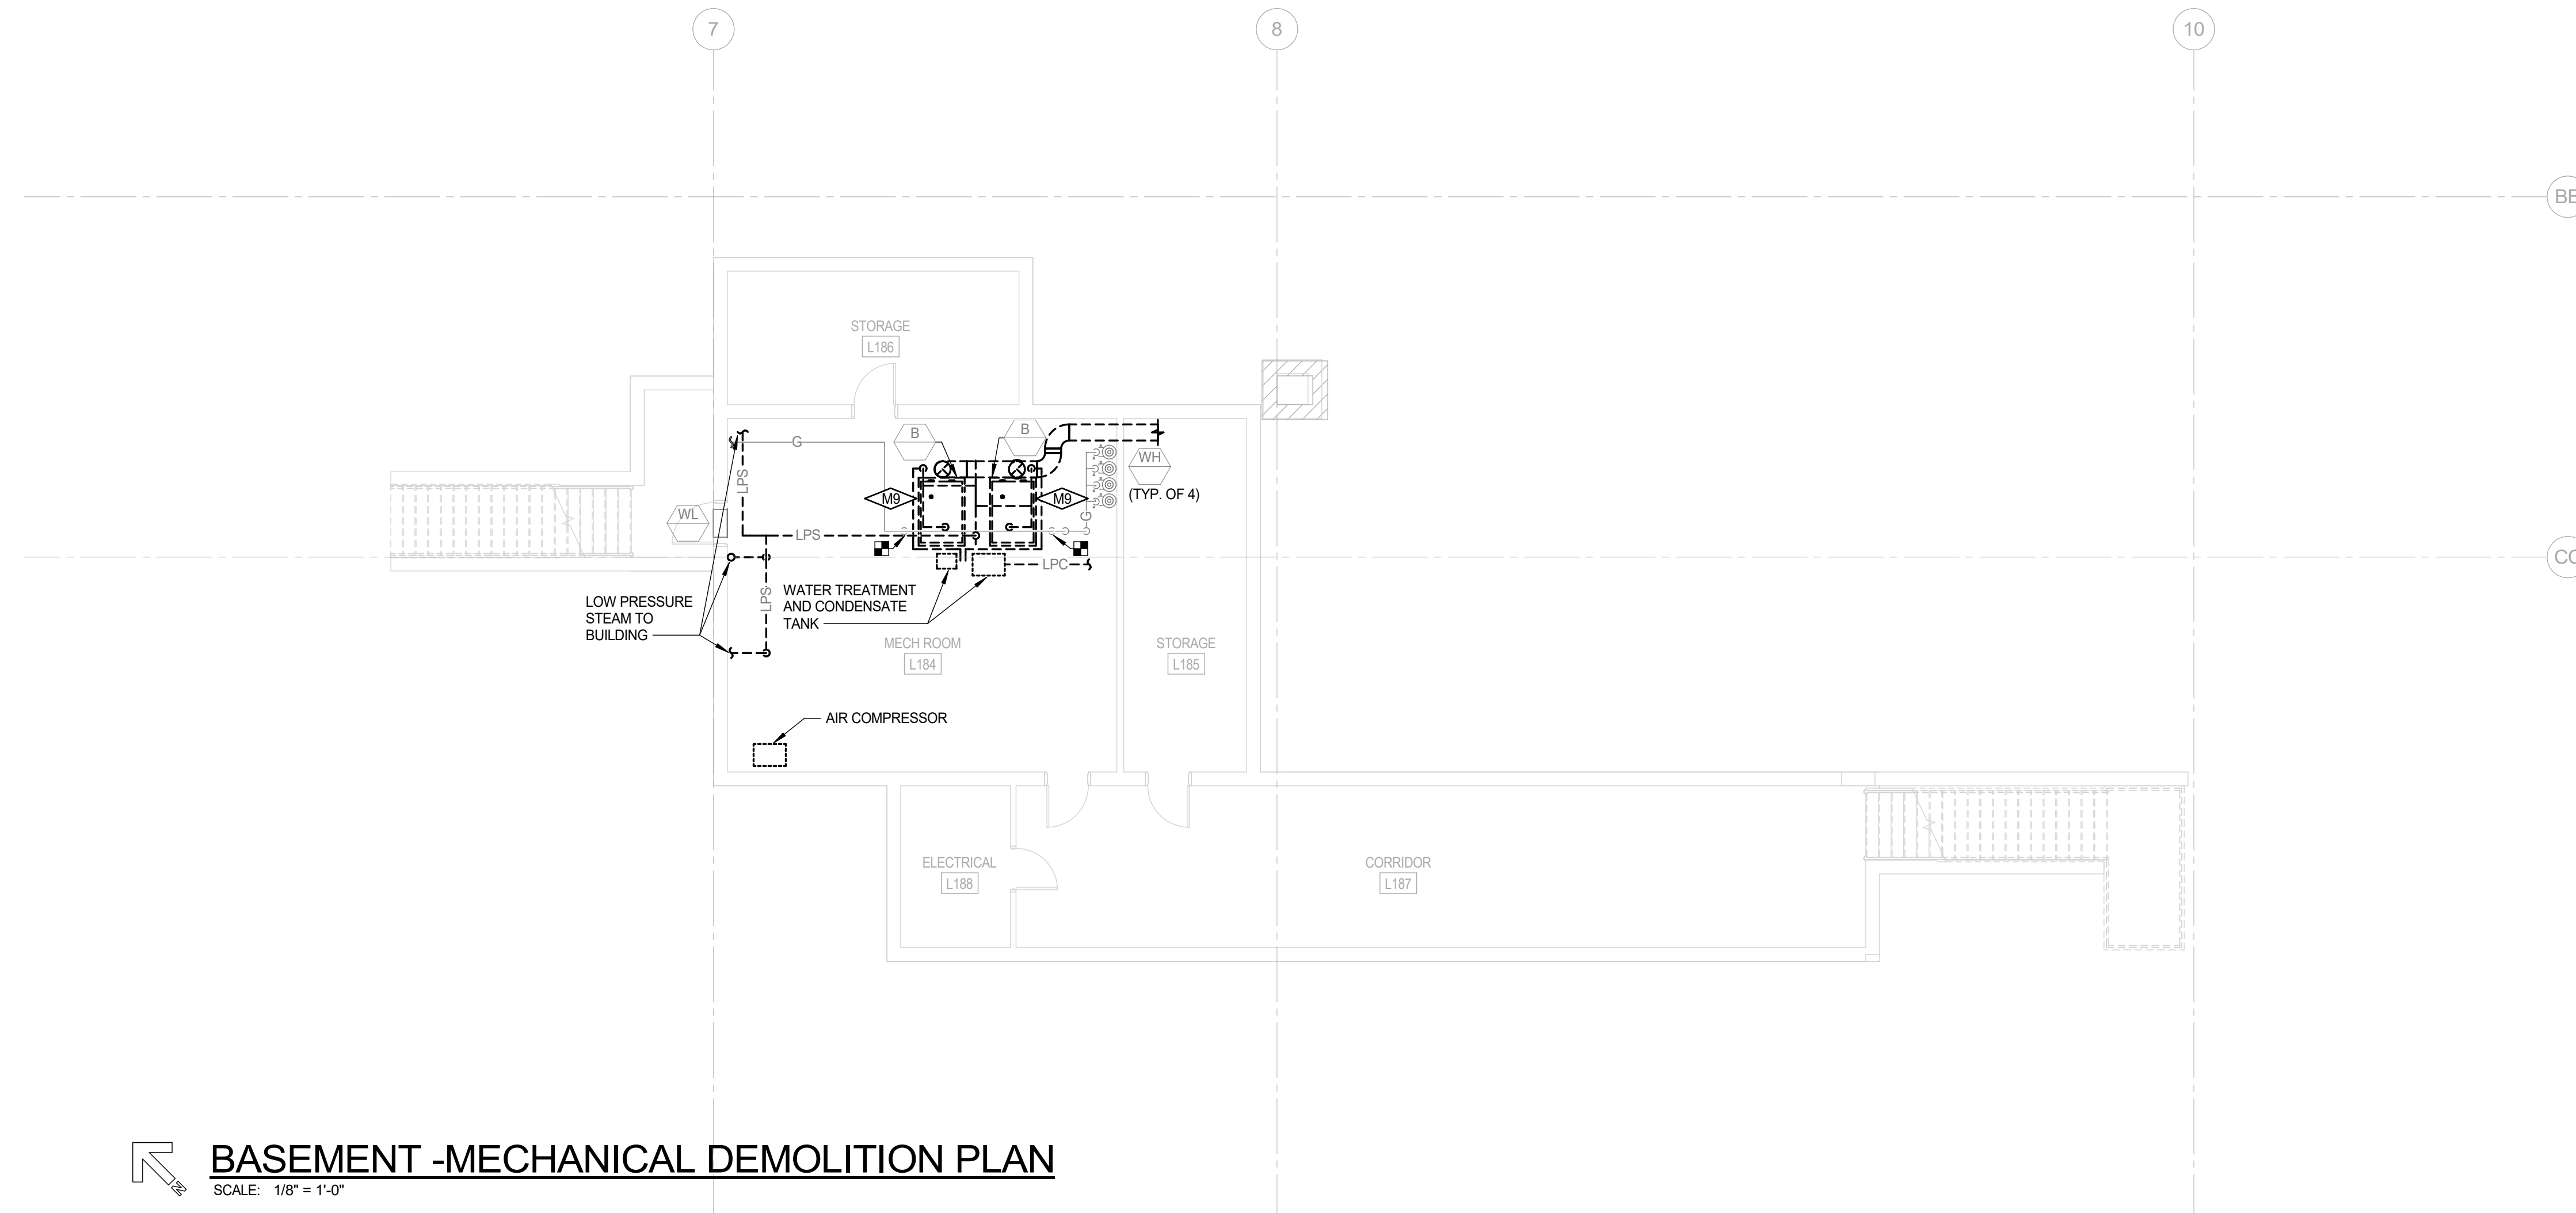 7
8
10
BE
STORAGE
L186
G
B
B
LPS
WH
M9
M9
(TYP. OF 4)
WL
G
LPS
LPC
LPS
WATER TREATMENT
AND CONDENSATE
TANK
LOW PRESSURE
STEAM TO
BUILDING
MECH ROOM
L184
STORAGE
L185
AIR COMPRESSOR
ELECTRICAL
L188
CORRIDOR
L187
N
BASEMENT -MECHANICAL DEMOLITION PLAN
SCALE: 1/8" = 1'-0"